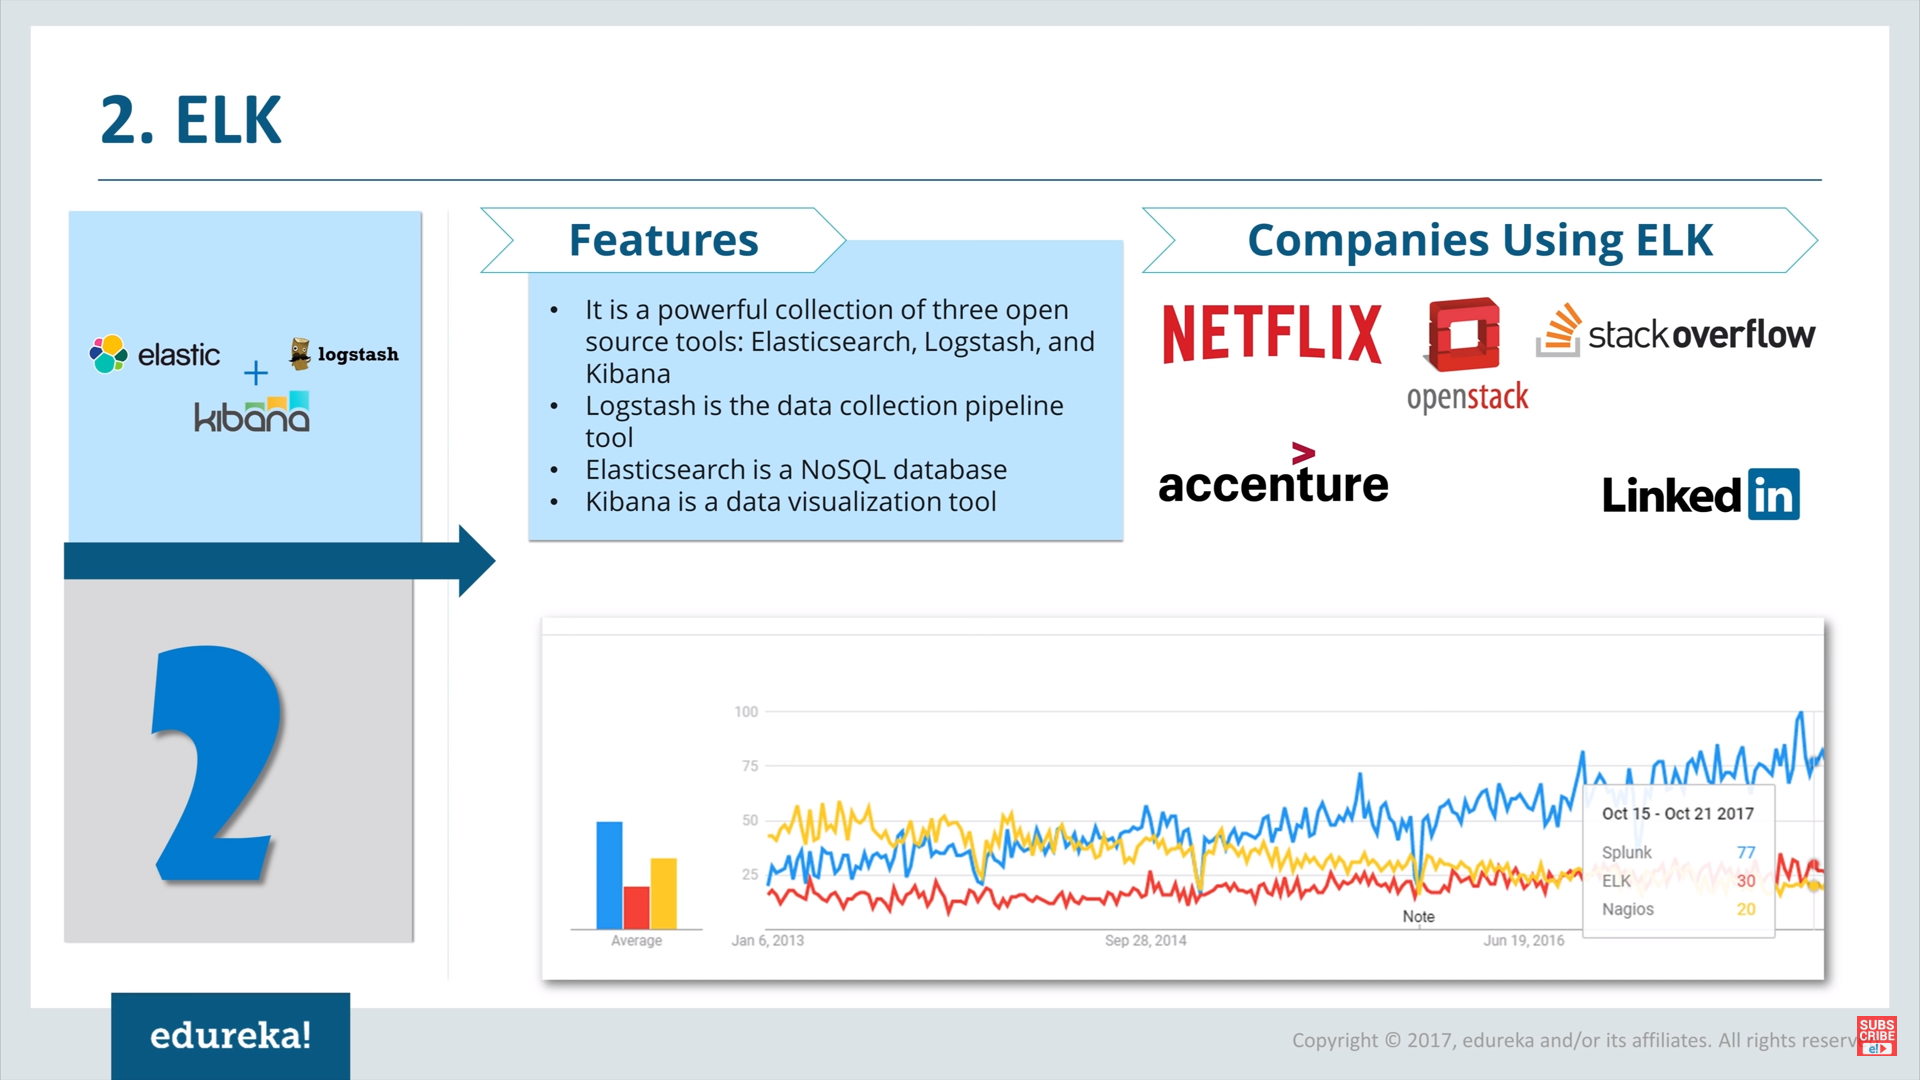 2. ELK
elastic
+
logstash
kibana
Features
• It is a powerful collection of three open
source tools: Elasticsearch, Logstash, and
Kibana
• Logstash is the data collection pipeline
tool
• Elasticsearch is a NoSQL database
• Kibana is a data visualization tool
Companies Using ELK
NETFLIX
openstack
stackoverflow
accenture
Linked in
2
100
75
50
25
Average
Jan 6, 2013
Sep 28, 2014
Jun 19, 2016
Note
Oct 15 - Oct 21 2017
Splunk 77
ELK 30
Nagios 20
edureka!
Copyright © 2017, edureka and/or its affiliates. All rights reserv
SUBS
CRIBE
e!